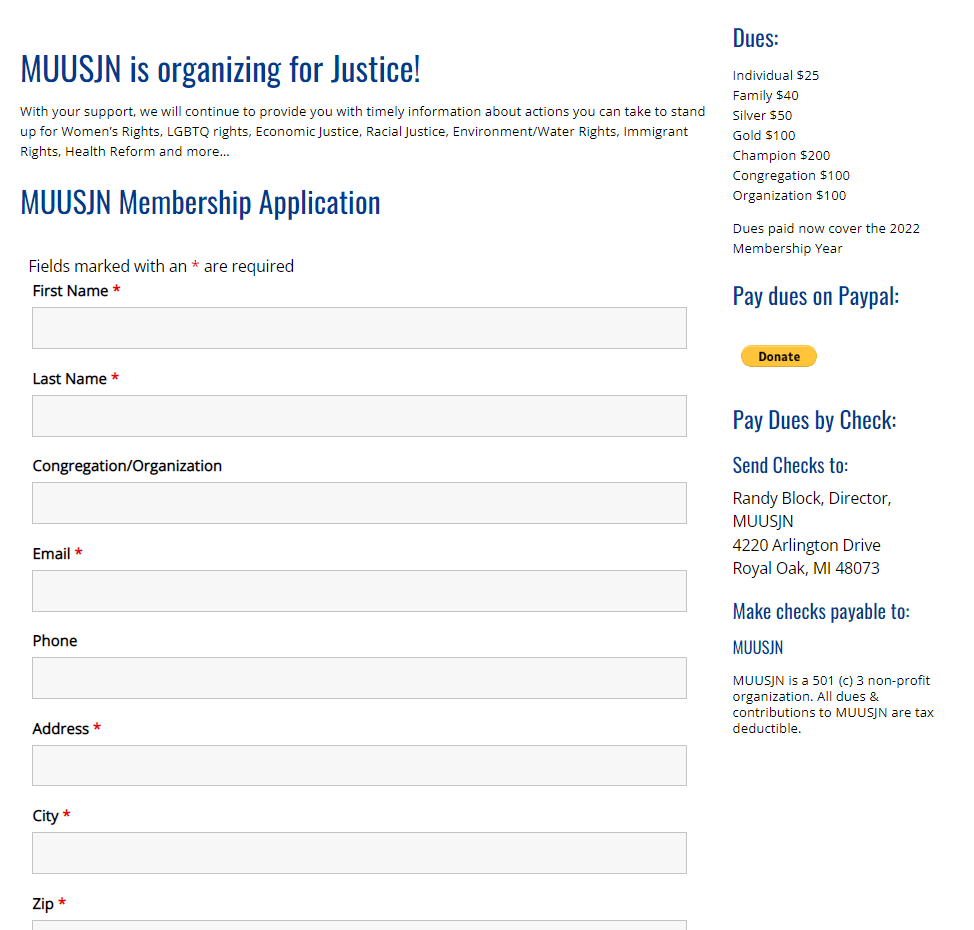 MUUSJN is organizing for Justice!
With your support, we will continue to provide you with timely information about actions you can take to stand
up for Women's Rights, LGBTQ rights, Economic Justice, Racial Justice, Environment/Water Rights, Immigrant
Rights, Health Reform and more…
MUUSJN Membership Application
Fields marked with an * are required
First Name *
Last Name *
Congregation/Organization
Email *
Phone
Address *
City *
Zip *
Dues:
Individual $25
Family $40
Silver $50
Gold $100
Champion $200
Congregation $100
Organization $100
Dues paid now cover the 2022
Membership Year
Pay dues on Paypal:
Donate
Pay Dues by Check:
Send Checks to:
Randy Block, Director,
MUUSJN
4220 Arlington Drive
Royal Oak, MI 48073
Make checks payable to:
MUUSJN
MUUSJN is a 501 (c) 3 non-profit
organization. All dues &
contributions to MUUSJN are tax
deductible.